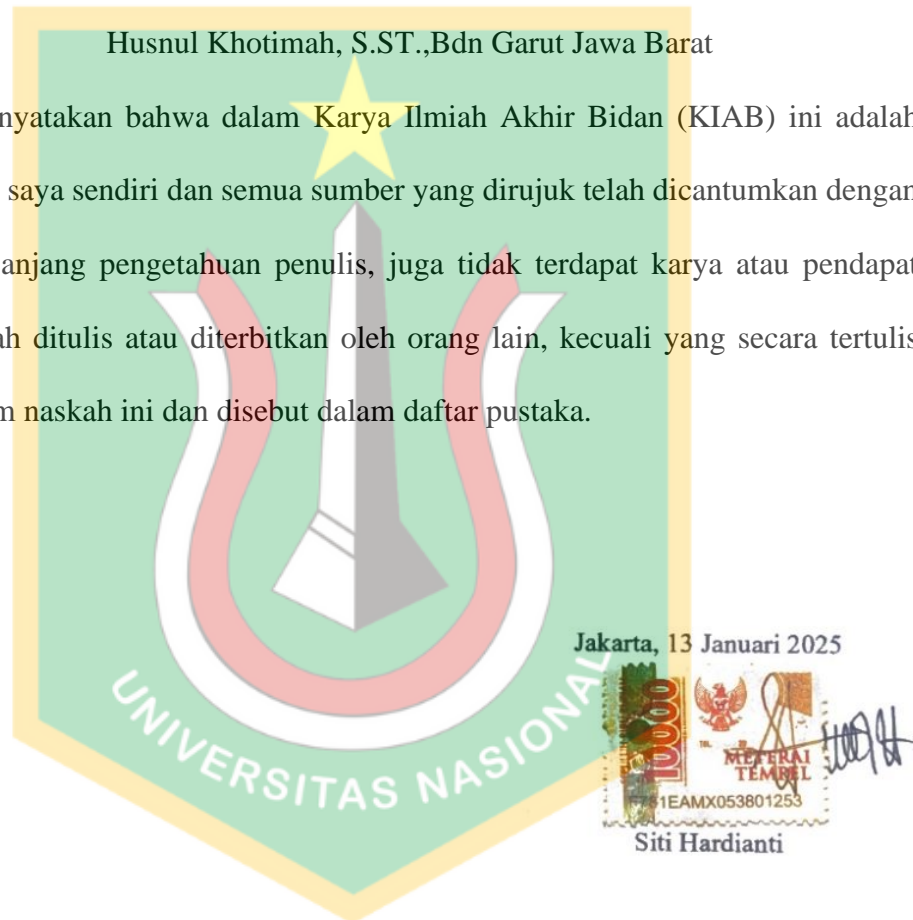 Husnul Khotimah, S.ST.,Bdn Garut Jawa Barat
nyatakan bahwa dalam Karya Ilmiah Akhir Bidan (KIAB) ini adalah
saya sendiri dan semua sumber yang dirujuk telah dicantumkan dengan
anjang pengetahuan penulis, juga tidak terdapat karya atau pendapat
ah ditulis atau diterbitkan oleh orang lain, kecuali yang secara tertulis
m naskah ini dan disebut dalam daftar pustaka.
Jakarta, 13 Januari 2025
10000
METERAI
TEMPEL
EAMX053801253
Siti Hardianti
UNIVERSITAS NASIONAL